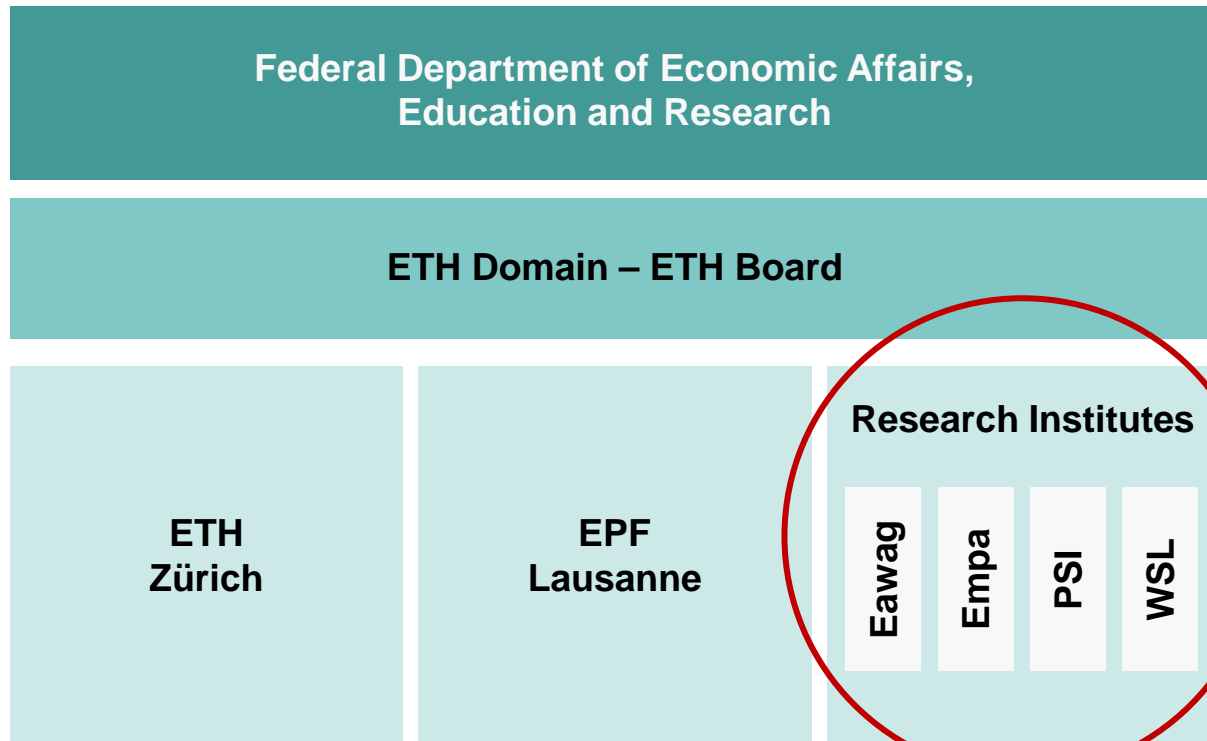 Federal Department of Economic Affairs,
Education and Research
ETH Domain – ETH Board
ETH
Zürich
EPF
Lausanne
Research Institutes
Eawag
Empa
PSI
WSL